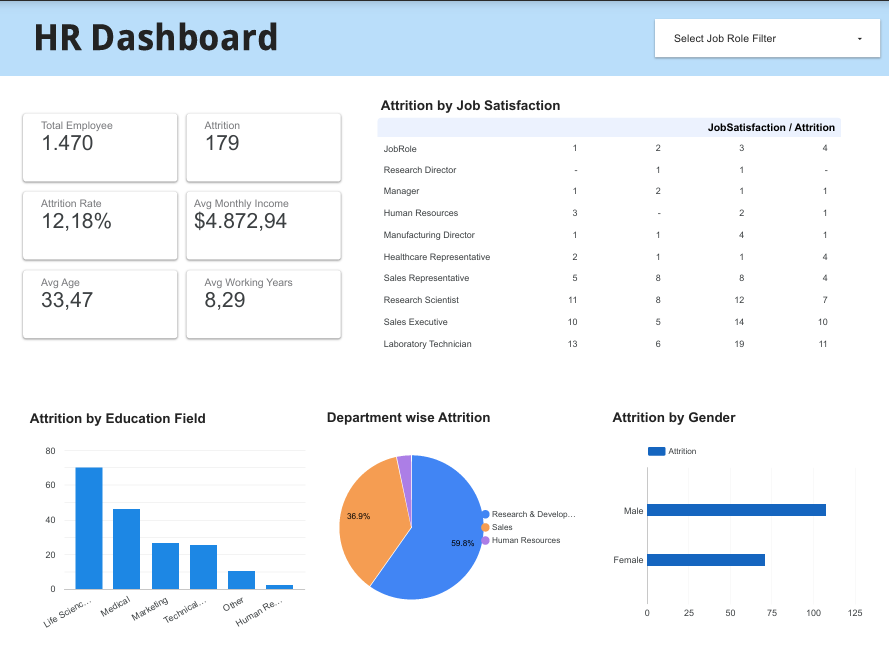 HR Dashboard
Select Job Role Filter
Total Employee
1.470
Attrition
179
Attrition Rate
12,18%
Avg Monthly Income
$4.872,94
Avg Age
33,47
Avg Working Years
8,29
Attrition by Job Satisfaction
JobSatisfaction / Attrition
JobRole 1 2 3 4
Research Director - 1 1 -
Manager 1 2 1 1
Human Resources 3 - 2 1
Manufacturing Director 1 1 4 1
Healthcare Representative 2 1 1 4
Sales Representative 5 8 8 4
Research Scientist 11 8 12 7
Sales Executive 10 5 14 10
Laboratory Technician 13 6 19 11
Attrition by Education Field
80
60
40
20
0
Life Scienc...
Medical
Marketing
Technical...
Other
Human Re...
Department wise Attrition
36.9%
59.8%
Research & Develop...
Sales
Human Resources
Attrition by Gender
Attrition
Male
Female
0 25 50 75 100 125